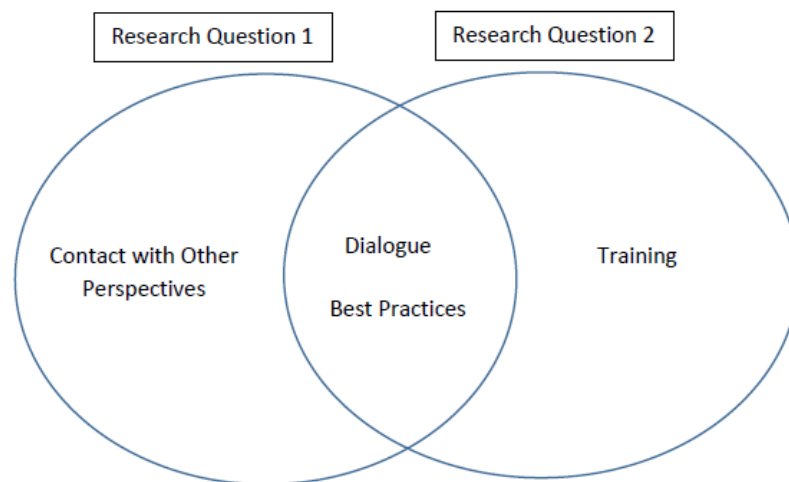 Research Question 1
Research Question 2
Contact with Other
Perspectives
Dialogue
Best Practices
Training